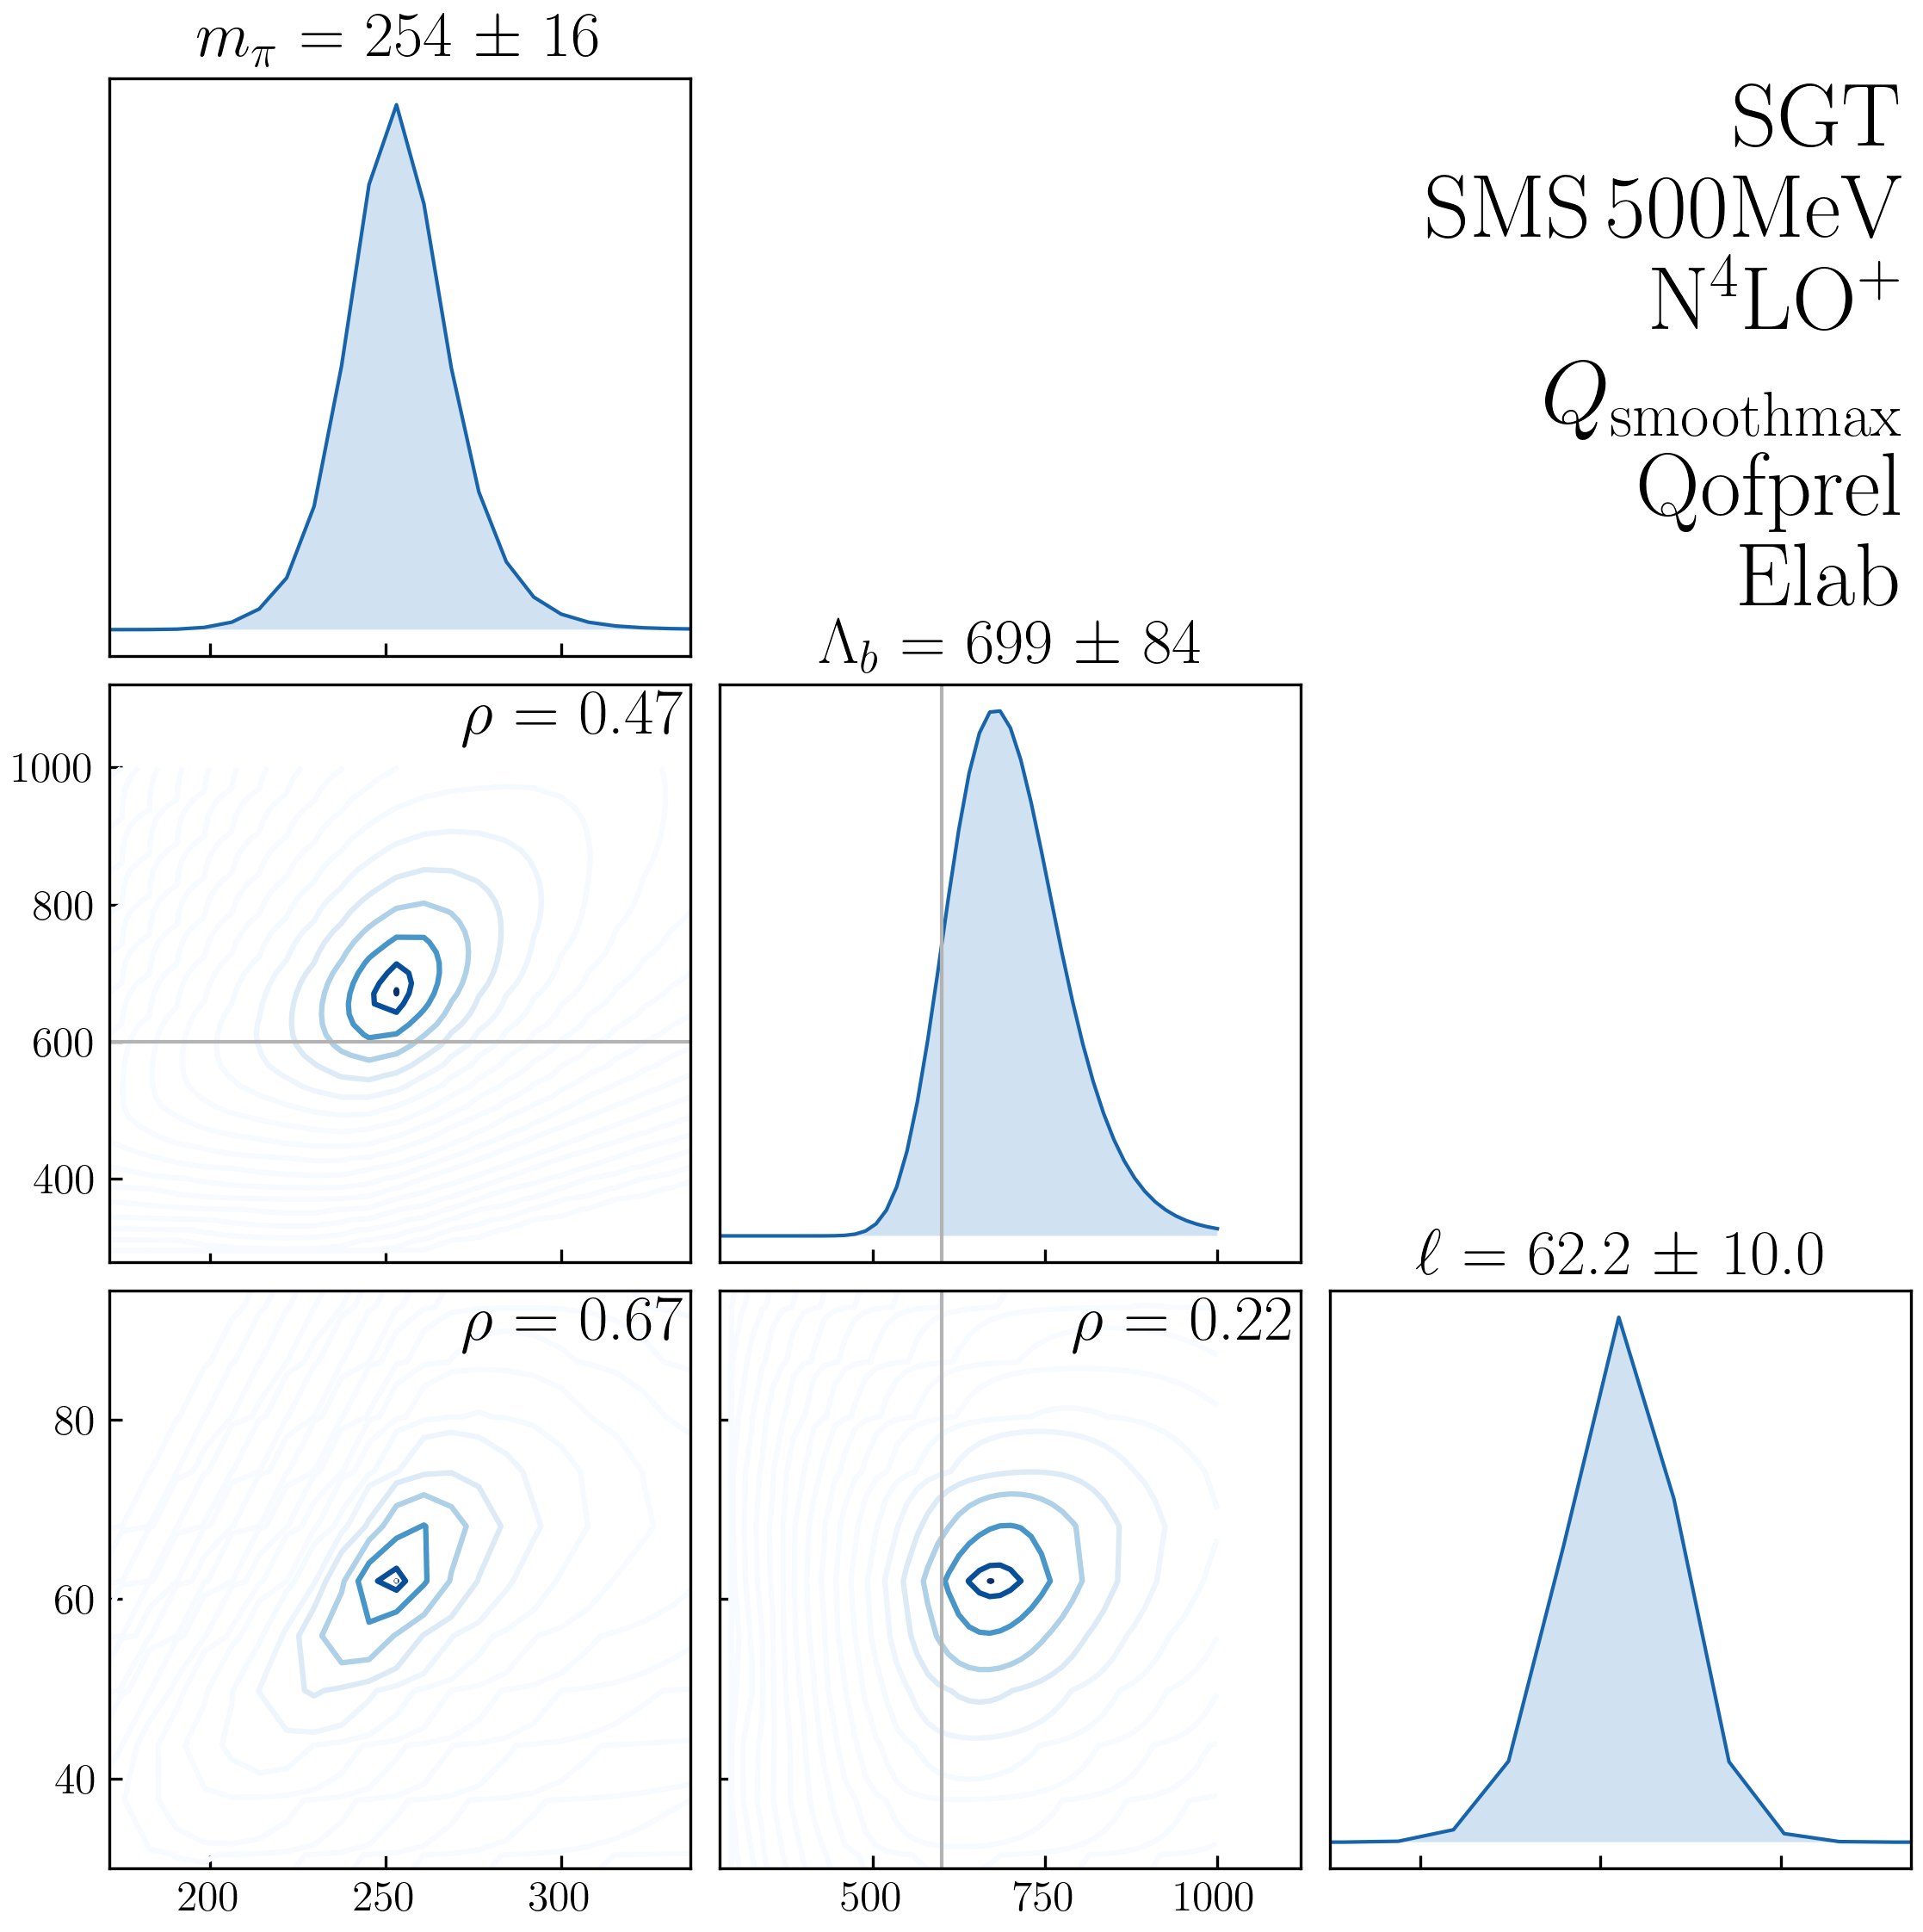 m_π = 254 ± 16
SGT
SMS 500MeV
N⁴LO⁺
Q_smoothmax
Qofprel
Elab
Λ_b = 699 ± 84
ρ = 0.47
1000
800
600
400
ℓ = 62.2 ± 10.0
ρ = 0.67
ρ = 0.22
80
60
40
200 250 300
500 750 1000